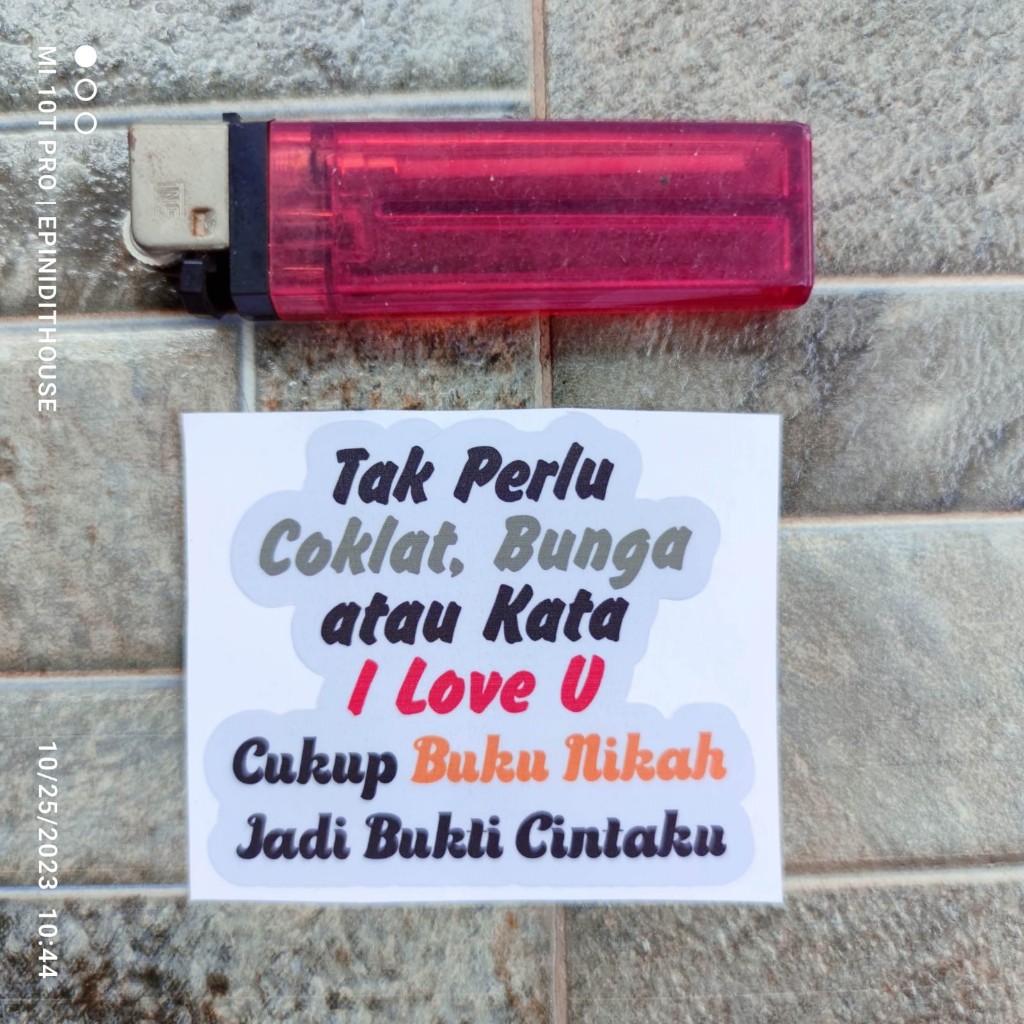 MI 10T PRO | EPINIDITHOUSE
10/25/2023 10:44
Tak Perlu
Coklat, Bunga
atau Kata
I Love U
Cukup Buku Nikah
Jadi Bukti Cintaku